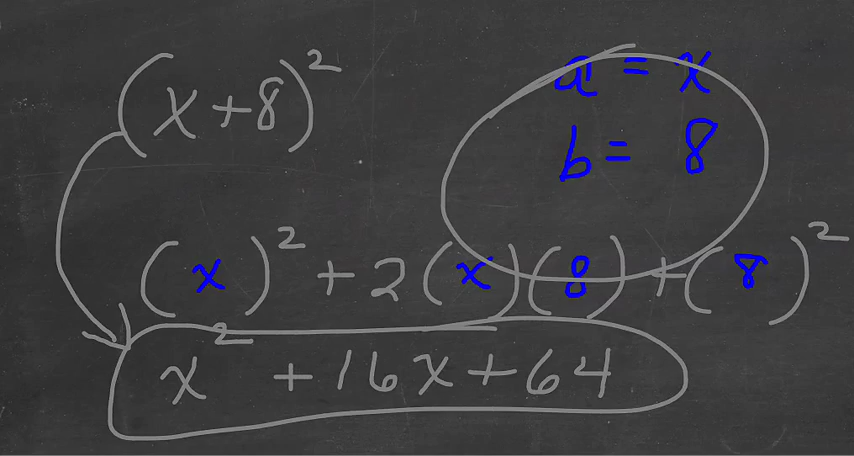 (x+8)²
a = x
b = 8
(x)² + 2(x)(8) + (8)²
x² + 16x + 64